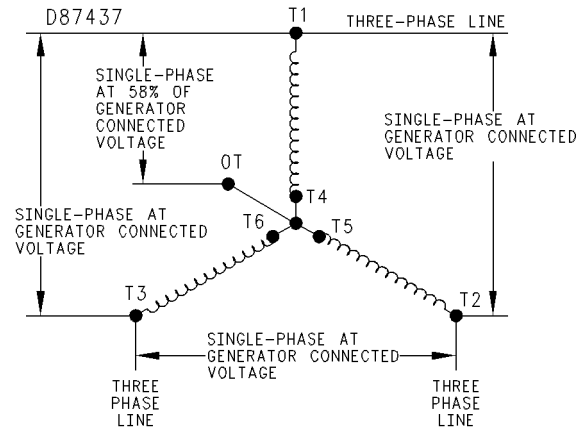 D87437
T1
THREE-PHASE LINE
SINGLE-PHASE
AT 58% OF
GENERATOR
CONNECTED
VOLTAGE
SINGLE-PHASE AT
GENERATOR CONNECTED
VOLTAGE
OT
T4
T6
T5
SINGLE-PHASE AT
GENERATOR CONNECTED
VOLTAGE
T3
T2
SINGLE-PHASE AT
GENERATOR CONNECTED
VOLTAGE
THREE
PHASE
LINE
THREE
PHASE
LINE